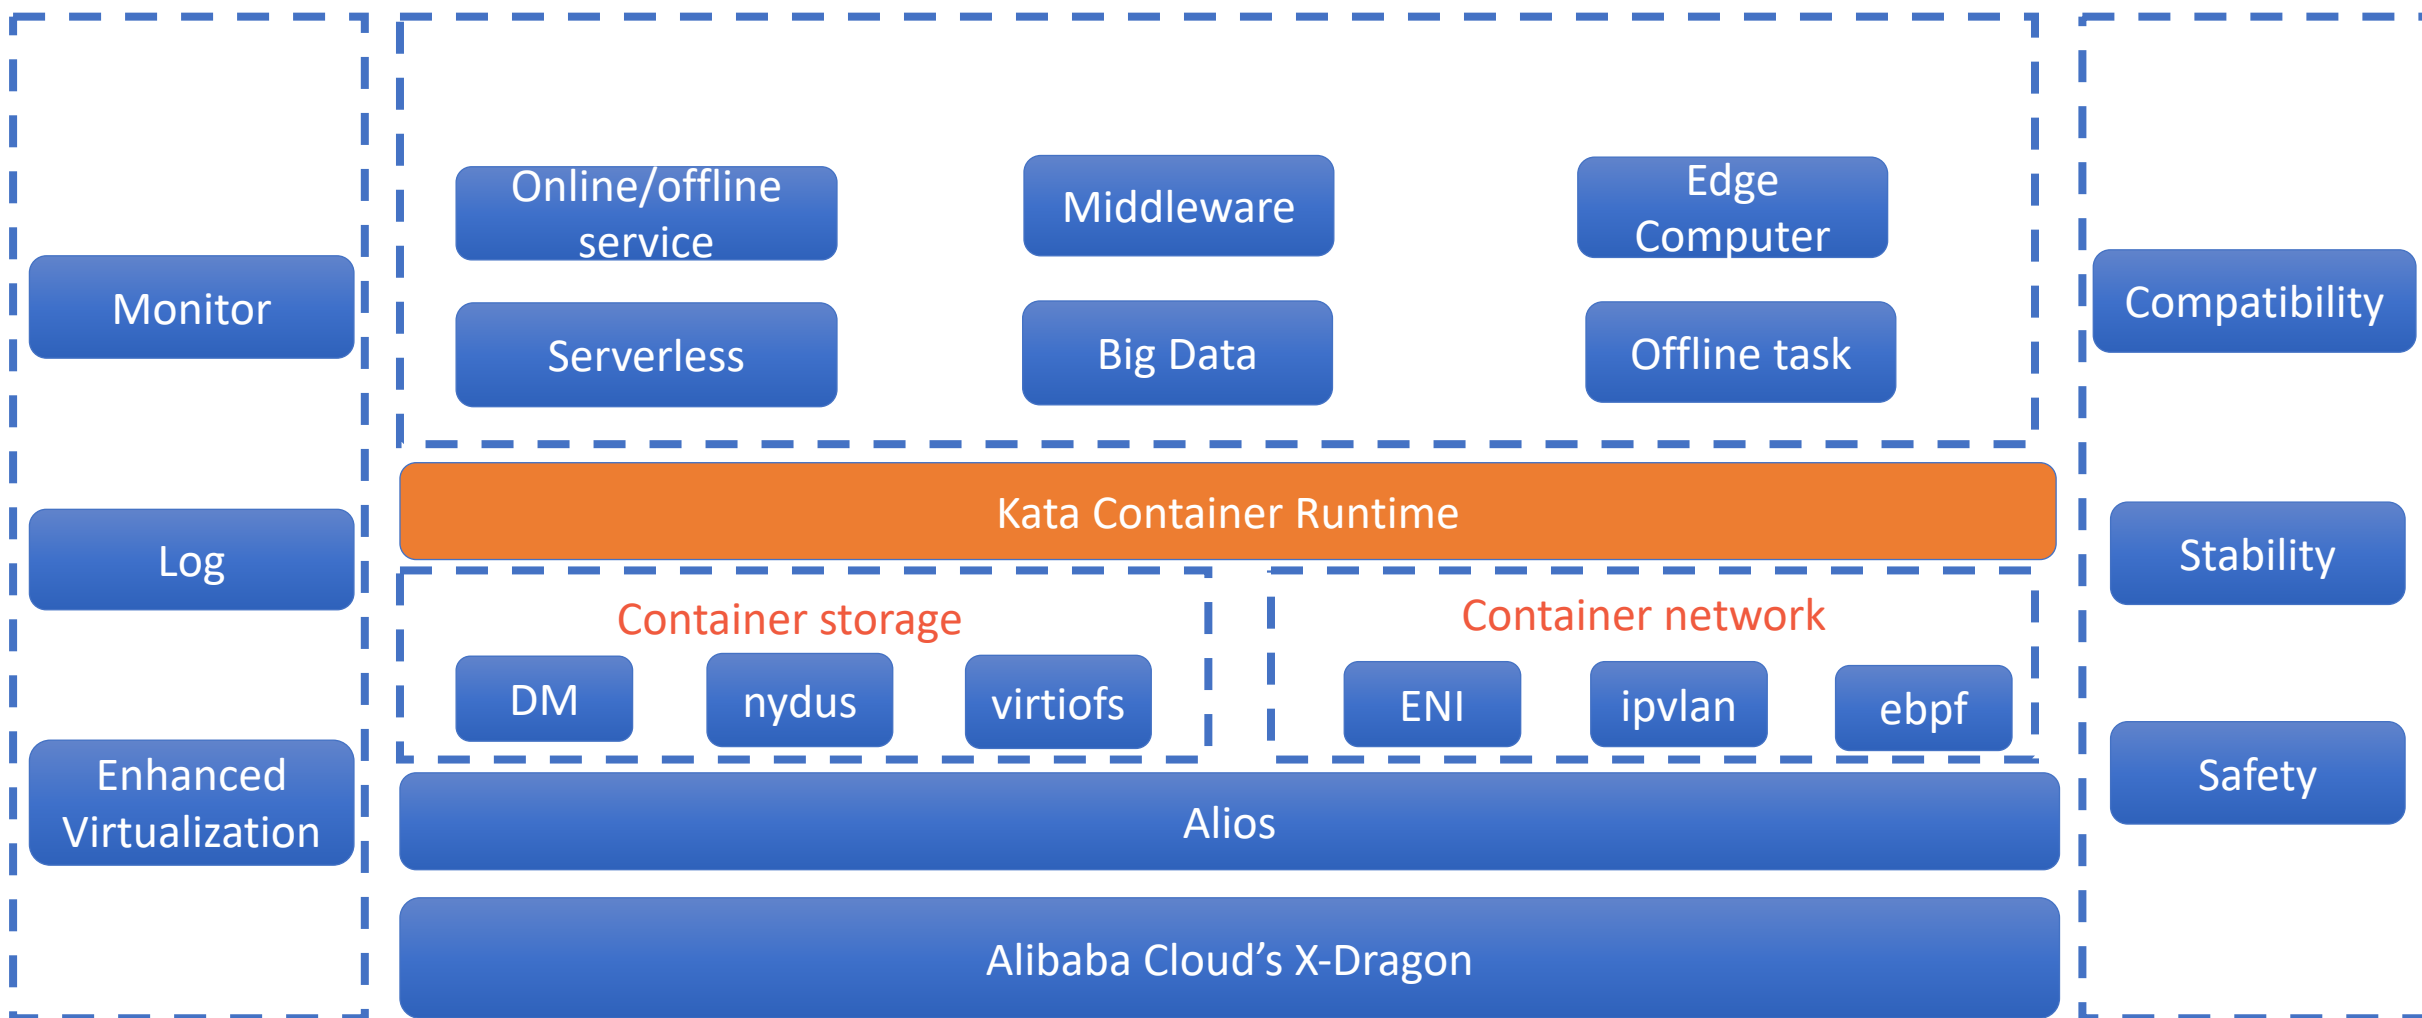 Monitor
Log
Enhanced
Virtualization
Online/offline
service
Middleware
Edge
Computer
Serverless
Big Data
Offline task
Kata Container Runtime
Container storage
DM
nydus
virtiofs
Container network
ENI
ipvlan
ebpf
Alios
Alibaba Cloud’s X-Dragon
Compatibility
Stability
Safety